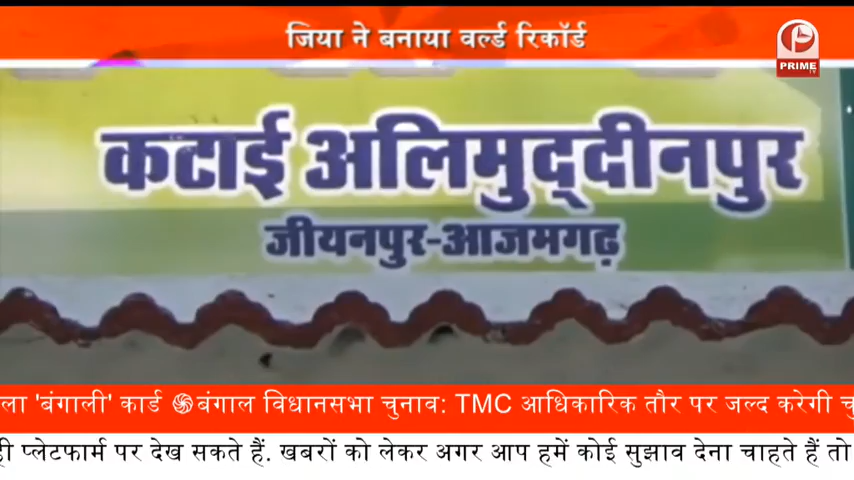 जिया ने बनाया वर्ल्ड रिकॉर्ड
PRIME TV
कटाई अलिमुद्दीनपुर
जीयनपुर-आजमगढ़
ला 'बंगाली' कार्ड ֍बंगाल विधानसभा चुनाव: TMC आधिकारिक तौर पर जल्द करेगी चु
ही प्लेटफार्म पर देख सकते हैं. खबरों को लेकर अगर आप हमें कोई सुझाव देना चाहते हैं तो